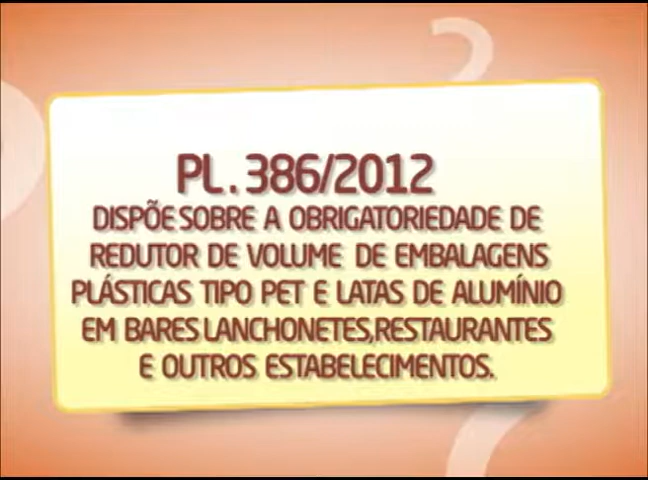 PL. 386/2012
DISPÕE SOBRE A OBRIGATORIEDADE DE
REDUTOR DE VOLUME DE EMBALAGENS
PLÁSTICAS TIPO PET E LATAS DE ALUMÍNIO
EM BARES LANCHONETES,RESTAURANTES
E OUTROS ESTABELECIMENTOS.